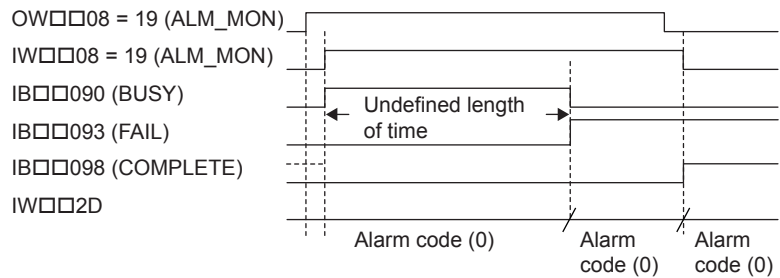 OW□□08 = 19 (ALM_MON)
IW□□08 = 19 (ALM_MON)
IB□□090 (BUSY)
Undefined length
of time
IB□□093 (FAIL)
IB□□098 (COMPLETE)
IW□□2D
Alarm code (0)
Alarm
code (0)
Alarm
code (0)